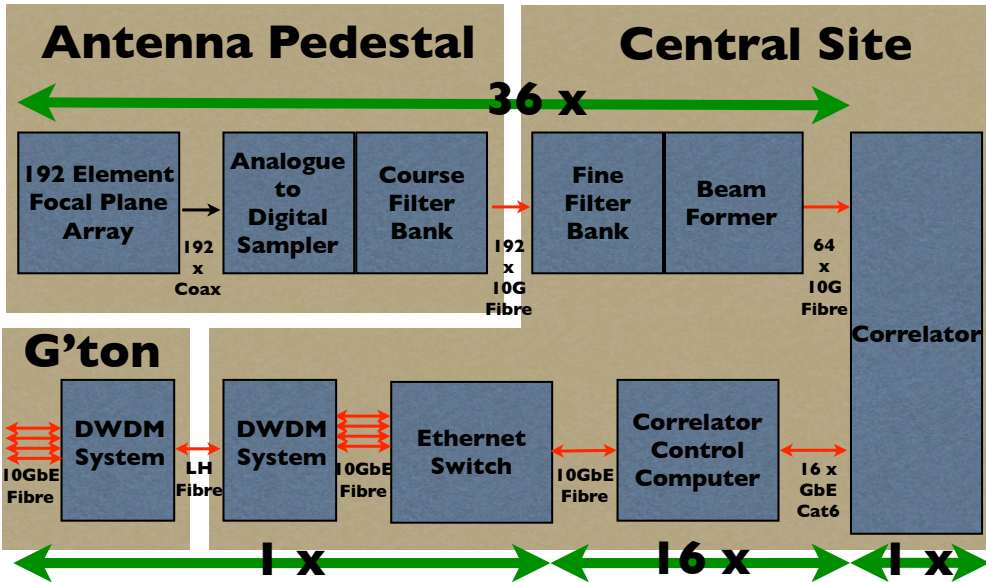 Antenna Pedestal
Central Site
36 x
192 Element
Focal Plane
Array
192
x
Coax
Analogue
to
Digital
Sampler
Course
Filter
Bank
192
x
10G
Fibre
Fine
Filter
Bank
Beam
Former
64
x
10G
Fibre
Correlator
G'ton
10GbE
Fibre
DWDM
System
LH
Fibre
DWDM
System
10GbE
Fibre
Ethernet
Switch
10GbE
Fibre
Correlator
Control
Computer
16 x
GbE
Cat6
1 x
16 x
1 x